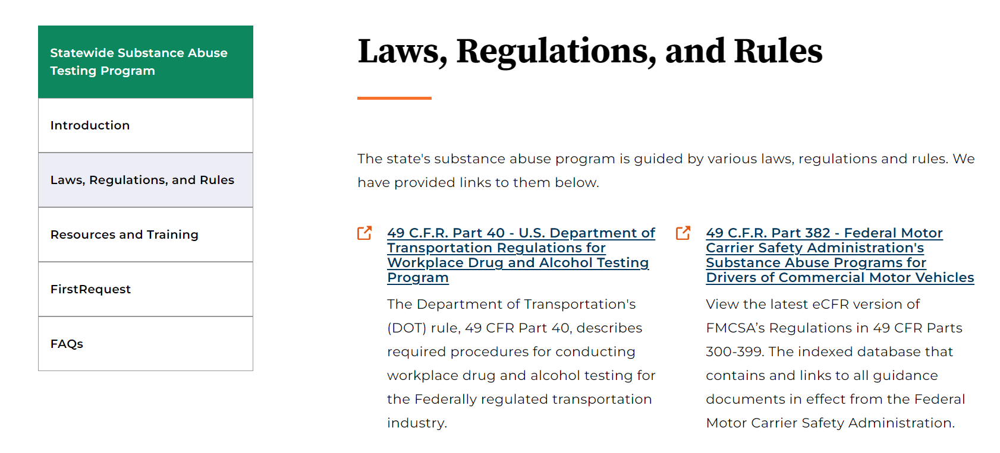 Statewide Substance Abuse
Testing Program
Introduction
Laws, Regulations, and Rules
Resources and Training
FirstRequest
FAQs
Laws, Regulations, and Rules
The state's substance abuse program is guided by various laws, regulations and rules. We
have provided links to them below.
49 C.F.R. Part 40 - U.S. Department of
Transportation Regulations for
Workplace Drug and Alcohol Testing
Program
The Department of Transportation's
(DOT) rule, 49 CFR Part 40, describes
required procedures for conducting
workplace drug and alcohol testing for
the Federally regulated transportation
industry.
49 C.F.R. Part 382 - Federal Motor
Carrier Safety Administration's
Substance Abuse Programs for
Drivers of Commercial Motor Vehicles
View the latest eCFR version of
FMCSA’s Regulations in 49 CFR Parts
300-399. The indexed database that
contains and links to all guidance
documents in effect from the Federal
Motor Carrier Safety Administration.